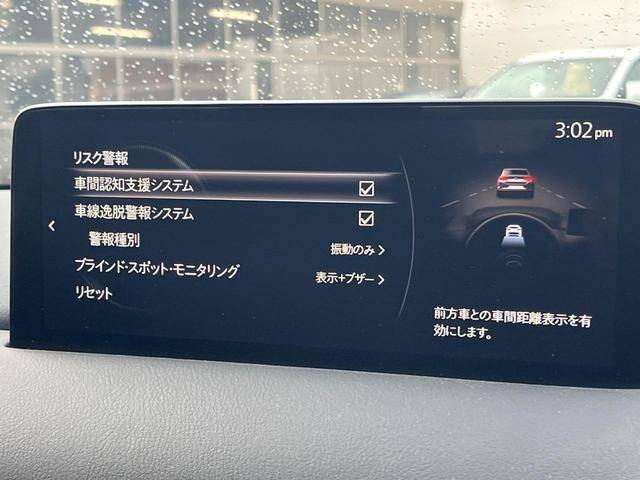 3:02 pm
リスク警報
車間認知支援システム
車線逸脱警報システム
警報種別 振動のみ
ブラインド・スポット・モニタリング 表示+ブザー
リセット
前方車との車間距離表示を有
効にします。